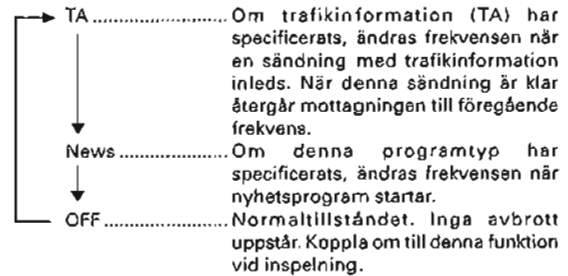 TA ........................ Om trafikinformation (TA) har
specificerats, ändras frekvensen när
en sändning med trafikinformation
inleds. När denna sändning är klar
återgår mottagningen till föregående
frekvens.
News ..................... Om denna programtyp har
specificerats, ändras frekvensen när
nyhetsprogram startar.
OFF ........................ Normaltillståndet. Inga avbrott
uppstår. Koppla om till denna funktion
vid inspelning.